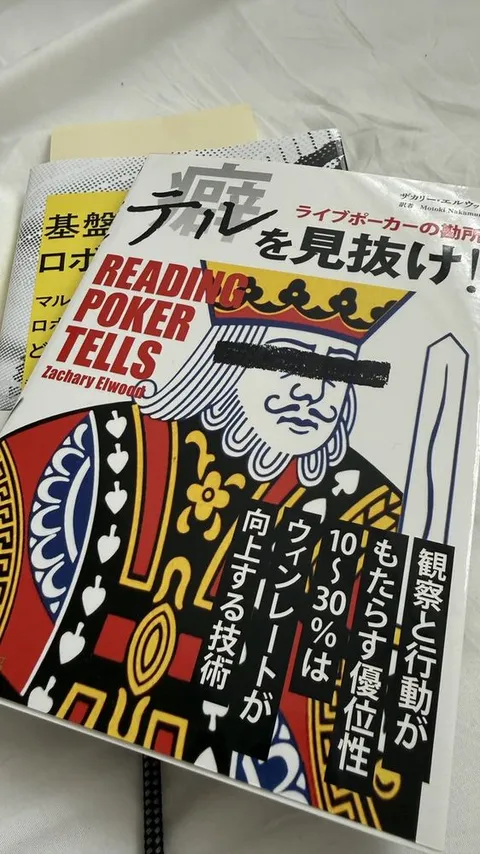 ザカリー・エルウッ
訳者 Motoki Nakamu
ライブポーカーの勘所
癖
テルを見抜け!
READING
POKER
TELLS
Zachary Elwood
観察と行動が
もたらす優位性
10〜30%は
ウィンレートが
向上する技術
基盤
ロボ
マル
ロボ
ど